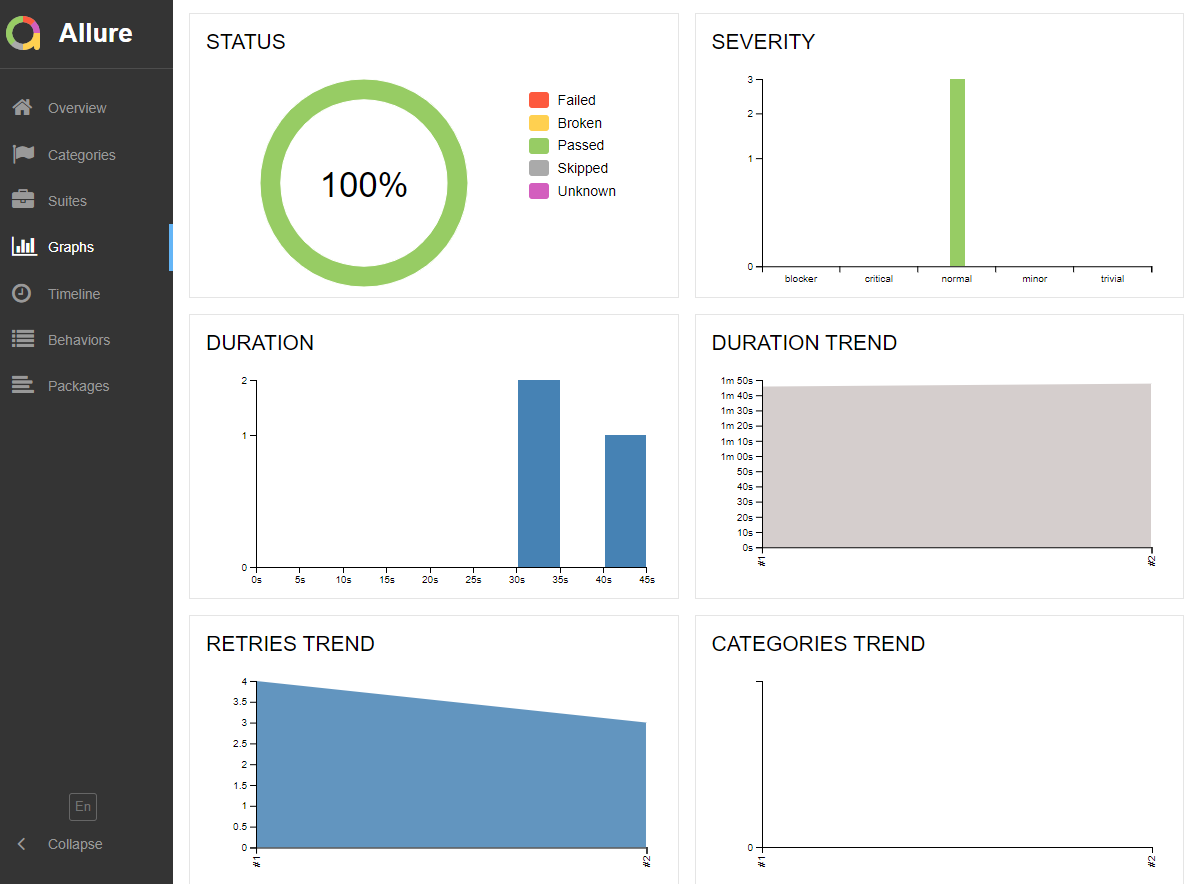 Allure
Overview
Categories
Suites
Graphs
Timeline
Behaviors
Packages
En
Collapse
STATUS
100%
Failed
Broken
Passed
Skipped
Unknown
SEVERITY
3
2
1
0
blocker critical normal minor trivial
DURATION
2
1
0
0s 5s 10s 15s 20s 25s 30s 35s 40s 45s
DURATION TREND
1m 50s
1m 40s
1m 30s
1m 20s
1m 10s
1m 00s
50s
40s
30s
20s
10s
0s
#1 #2
RETRIES TREND
4
3.5
3
2.5
2
1.5
1
0.5
0
#1 #2
CATEGORIES TREND
0
#1 #2